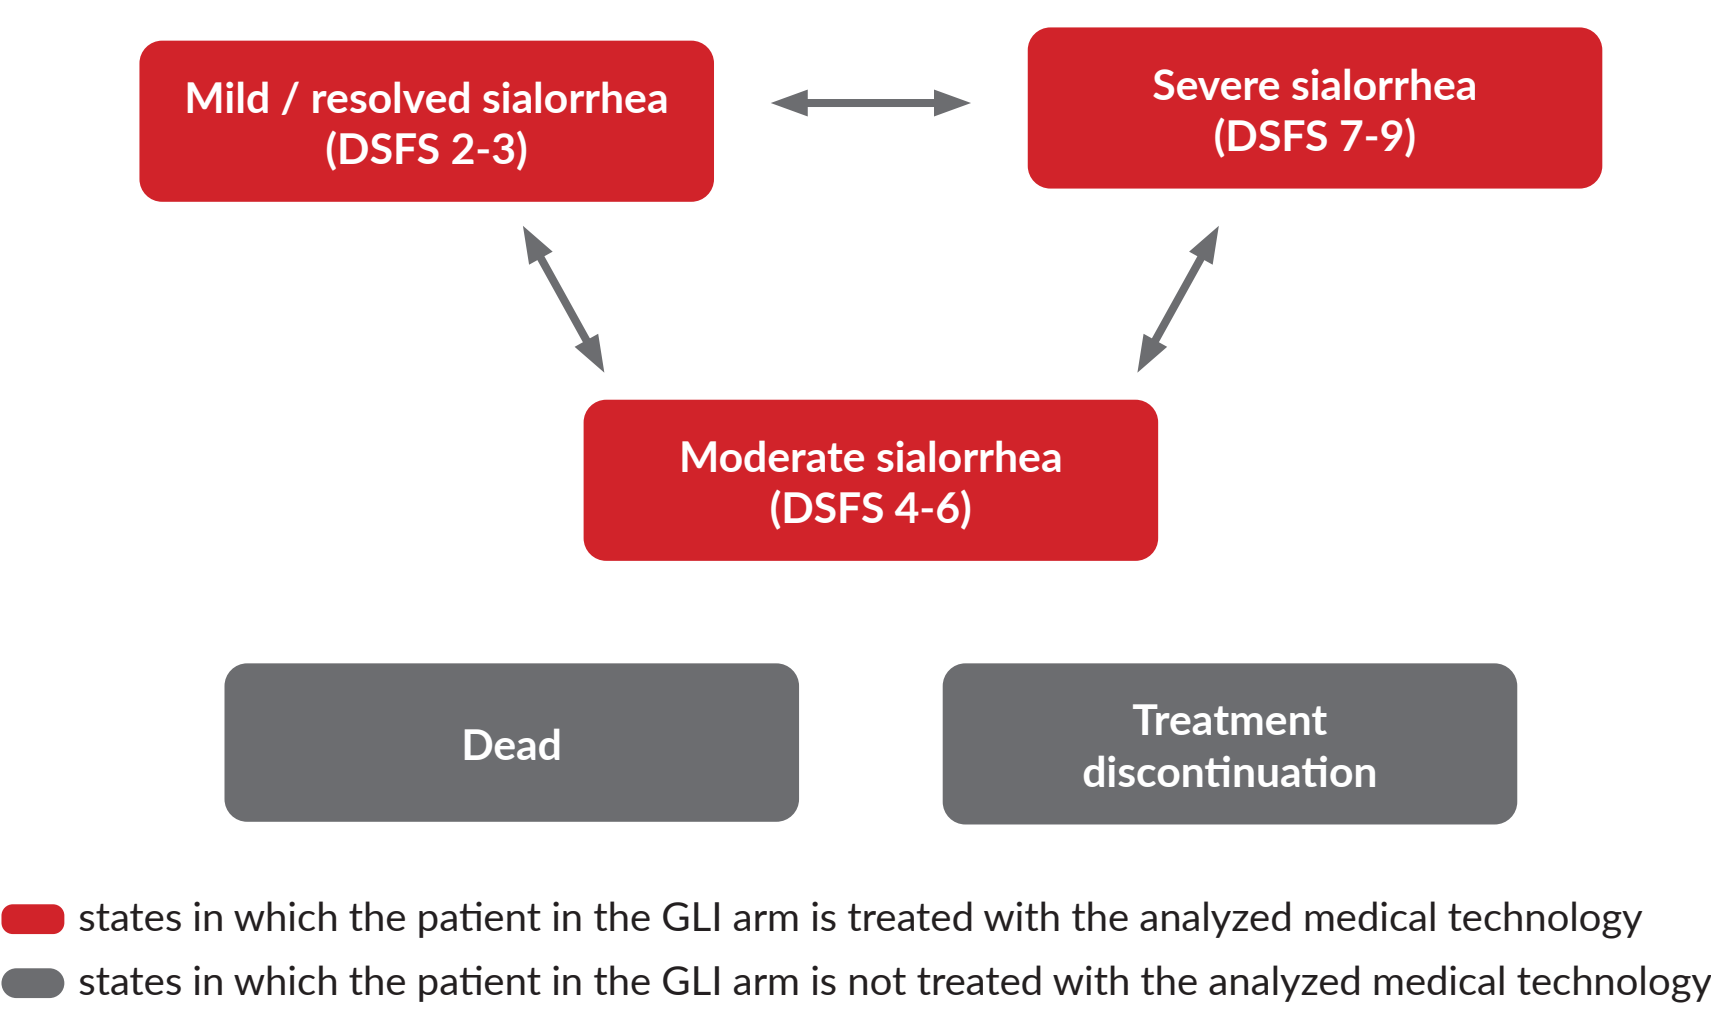 Mild / resolved sialorrhea
(DSFS 2-3)
Severe sialorrhea
(DSFS 7-9)
Moderate sialorrhea
(DSFS 4-6)
Dead
Treatment
discontinuation
states in which the patient in the GLI arm is treated with the analyzed medical technology
states in which the patient in the GLI arm is not treated with the analyzed medical technology